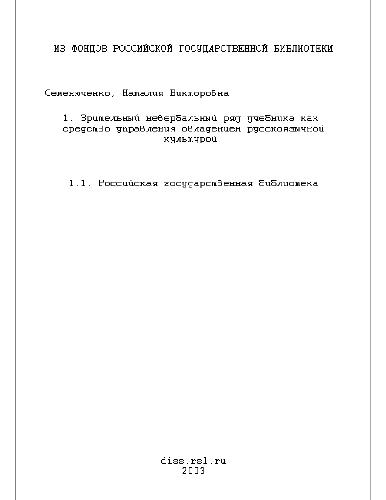 ИЗ ФОНДОВ РОССИЙСКОЙ ГОСУДАРСТВЕННОЙ БИБЛИОТЕКИ
Семенюченко, Наталия Викторовна
1. Зрительный невербальный ряд учебника как
средство управления овладением русскоязычной
культурой
1.1. Российская государственная библиотека
diss.rsl.ru
2003